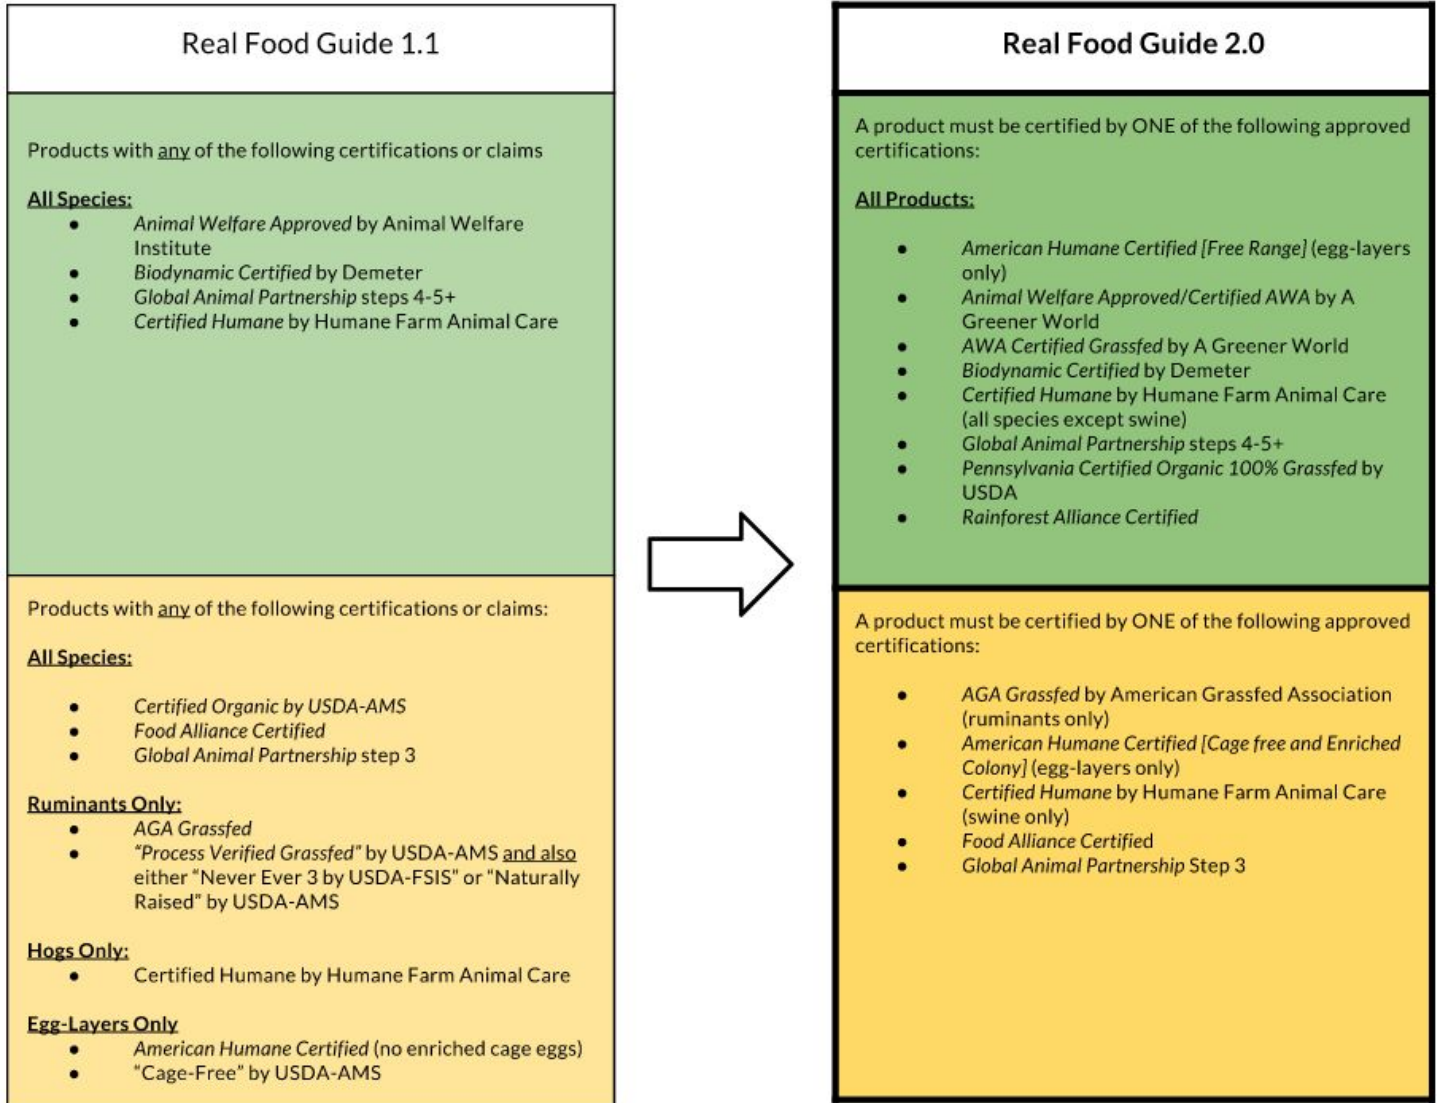 Real Food Guide 1.1
Products with any of the following certifications or claims
All Species:
● Animal Welfare Approved by Animal Welfare
Institute
● Biodynamic Certified by Demeter
● Global Animal Partnership steps 4-5+
● Certified Humane by Humane Farm Animal Care
Products with any of the following certifications or claims:
All Species:
● Certified Organic by USDA-AMS
● Food Alliance Certified
● Global Animal Partnership step 3
Ruminants Only:
● AGA Grassfed
● “Process Verified Grassfed” by USDA-AMS and also
either “Never Ever 3 by USDA-FSIS” or “Naturally
Raised” by USDA-AMS
Hogs Only:
● Certified Humane by Humane Farm Animal Care
Egg-Layers Only
● American Humane Certified (no enriched cage eggs)
● “Cage-Free” by USDA-AMS
Real Food Guide 2.0
A product must be certified by ONE of the following approved
certifications:
All Products:
● American Humane Certified [Free Range] (egg-layers
only)
● Animal Welfare Approved/Certified AWA by A
Greener World
● AWA Certified Grassfed by A Greener World
● Biodynamic Certified by Demeter
● Certified Humane by Humane Farm Animal Care
(all species except swine)
● Global Animal Partnership steps 4-5+
● Pennsylvania Certified Organic 100% Grassfed by
USDA
● Rainforest Alliance Certified
A product must be certified by ONE of the following approved
certifications:
● AGA Grassfed by American Grassfed Association
(ruminants only)
● American Humane Certified [Cage free and Enriched
Colony] (egg-layers only)
● Certified Humane by Humane Farm Animal Care
(swine only)
● Food Alliance Certified
● Global Animal Partnership Step 3